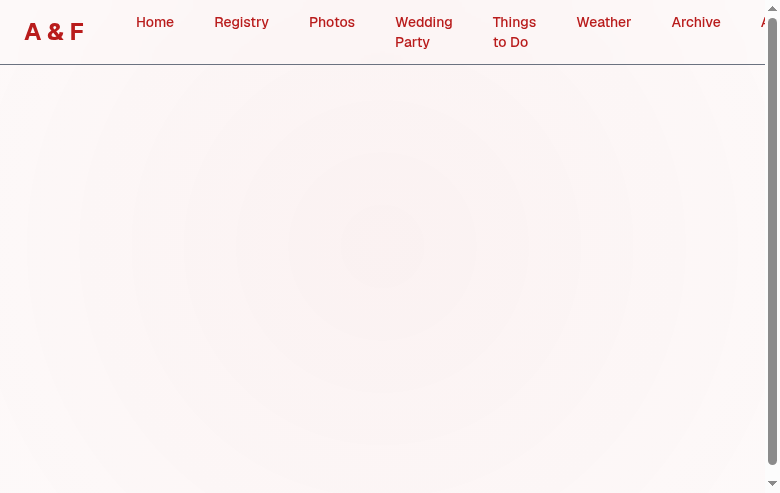 A & F
Home
Registry
Photos
Wedding
Party
Things
to Do
Weather
Archive